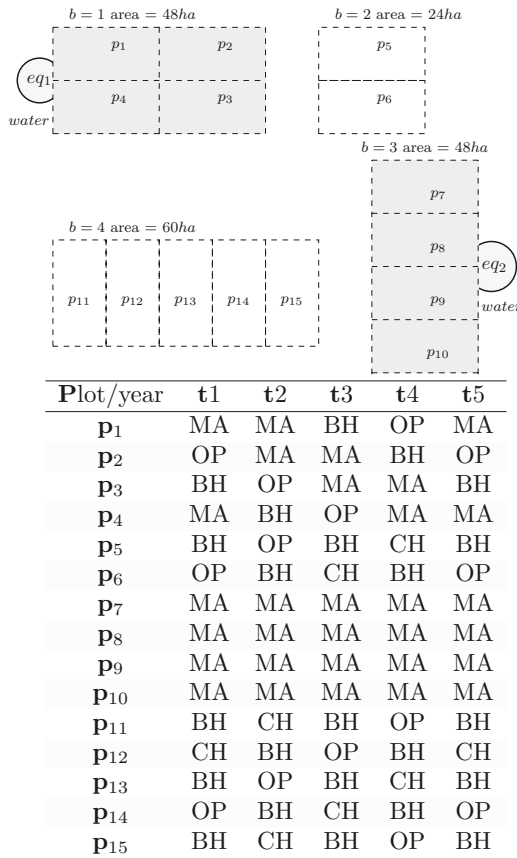 b = 1 area = 48ha
b = 2 area = 24ha
p1 p2
p5
eq1
p4 p3
p6
water
b = 3 area = 48ha
p7
b = 4 area = 60ha
p8
eq2
p11 p12 p13 p14 p15
p9
water
p10
Plot/year t1 t2 t3 t4 t5
p1 MA MA BH OP MA
p2 OP MA MA BH OP
p3 BH OP MA MA BH
p4 MA BH OP MA MA
p5 BH OP BH CH BH
p6 OP BH CH BH OP
p7 MA MA MA MA MA
p8 MA MA MA MA MA
p9 MA MA MA MA MA
p10 MA MA MA MA MA
p11 BH CH BH OP BH
p12 CH BH OP BH CH
p13 BH OP BH CH BH
p14 OP BH CH BH OP
p15 BH CH BH OP BH